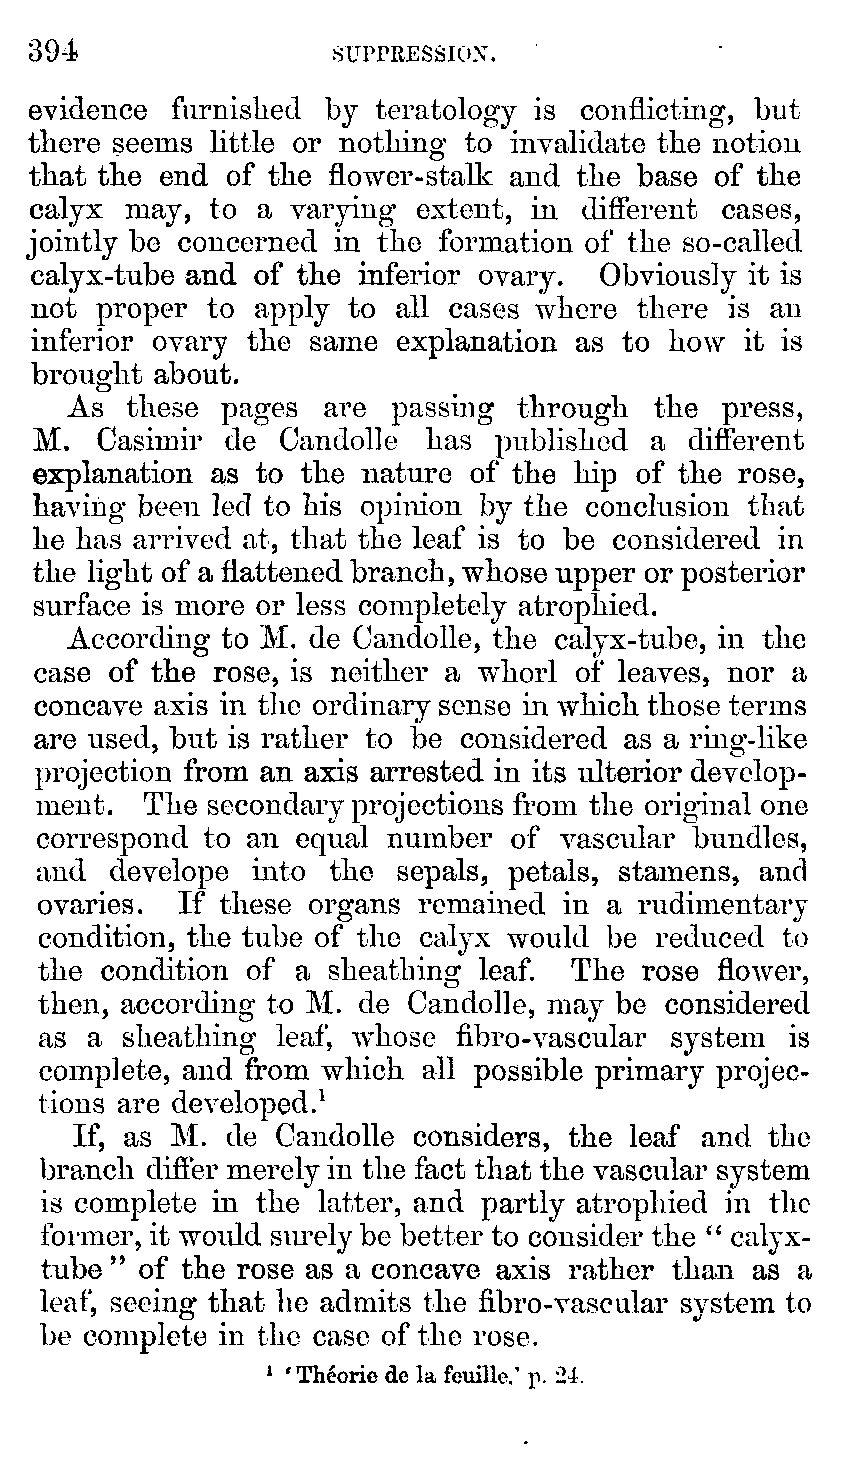 394 SUPPRESSION.
evidence furnished by teratology is conflicting, but
there seems little or nothing to invalidate the notion
that the end of the flower-stalk and the base of the
calyx may, to a varying extent, in different cases,
jointly be concerned in the formation of the so-called
calyx-tube and of the inferior ovary. Obviously it is
not proper to apply to all cases where there is an
inferior ovary the same explanation as to how it is
brought about.
As these pages are passing through the press,
M. Casimir de Candolle has published a different
explanation as to the nature of the hip of the rose,
having been led to his opinion by the conclusion that
he has arrived at, that the leaf is to be considered in
the light of a flattened branch, whose upper or posterior
surface is more or less completely atrophied.
According to M. de Candolle, the calyx-tube, in the
case of the rose, is neither a whorl of leaves, nor a
concave axis in the ordinary sense in which those terms
are used, but is rather to be considered as a ring-like
projection from an axis arrested in its ulterior develop-
ment. The secondary projections from the original one
correspond to an equal number of vascular bundles,
and develope into the sepals, petals, stamens, and
ovaries. If these organs remained in a rudimentary
condition, the tube of the calyx would be reduced to
the condition of a sheathing leaf. The rose flower,
then, according to M. de Candolle, may be considered
as a sheathing leaf, whose fibro-vascular system is
complete, and from which all possible primary projec-
tions are developed.¹
If, as M. de Candolle considers, the leaf and the
branch differ merely in the fact that the vascular system
is complete in the latter, and partly atrophied in the
former, it would surely be better to consider the “ calyx-
tube ” of the rose as a concave axis rather than as a
leaf, seeing that he admits the fibro-vascular system to
be complete in the case of the rose.
¹ ‘Théorie de la feuille.’ p. 24.